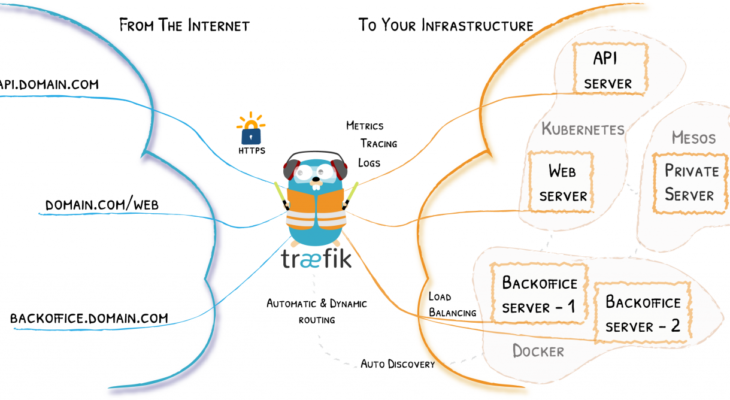 FROM THE INTERNET
TO YOUR INFRASTRUCTURE
API.DOMAIN.COM
HTTPS
METRICS
TRACING
LOGS
API
SERVER
KUBERNETES
MESOS
WEB
SERVER
PRIVATE
SERVER
DOMAIN.COM/WEB
træfik
BACKOFFICE.DOMAIN.COM
AUTOMATIC & DYNAMIC
ROUTING
LOAD
BALANCING
BACKOFFICE
SERVER - 1
BACKOFFICE
SERVER - 2
DOCKER
AUTO DISCOVERY